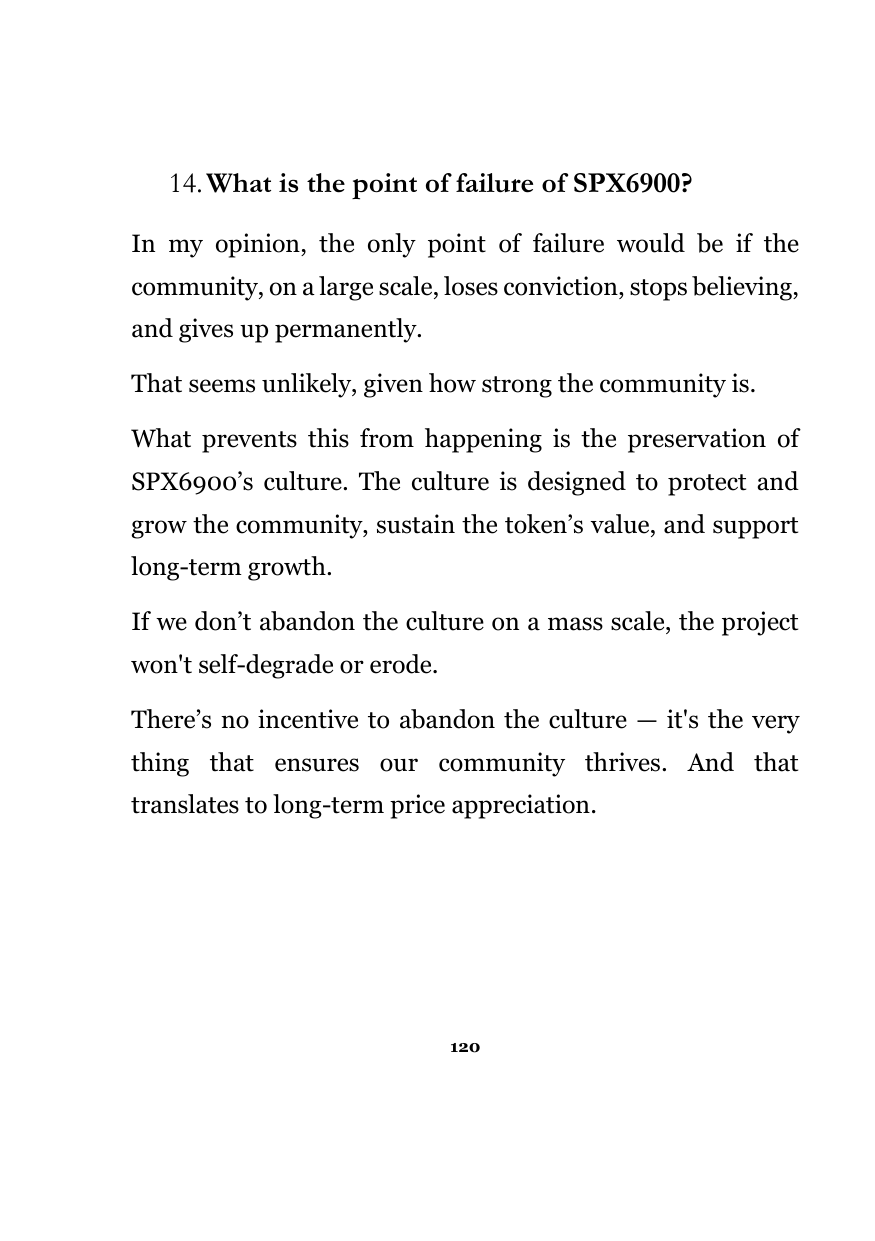 14. What is the point of failure of SPX6900?
In my opinion, the only point of failure would be if the
community, on a large scale, loses conviction, stops believing,
and gives up permanently.
That seems unlikely, given how strong the community is.
What prevents this from happening is the preservation of
SPX6900’s culture. The culture is designed to protect and
grow the community, sustain the token’s value, and support
long-term growth.
If we don’t abandon the culture on a mass scale, the project
won't self-degrade or erode.
There’s no incentive to abandon the culture — it's the very
thing that ensures our community thrives. And that
translates to long-term price appreciation.
120